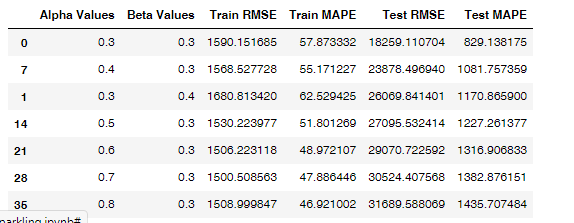 Alpha Values Beta Values Train RMSE Train MAPE Test RMSE Test MAPE
0 0.3 0.3 1590.151685 57.873332 18259.110704 829.138175
7 0.4 0.3 1568.527728 55.171227 23878.496940 1081.757359
1 0.3 0.4 1680.813420 62.529425 26069.841401 1170.865900
14 0.5 0.3 1530.223977 51.801269 27095.532414 1227.261377
21 0.6 0.3 1506.223118 48.972107 29070.722592 1316.906833
28 0.7 0.3 1500.508563 47.886446 30524.407568 1382.876151
35 0.8 0.3 1508.999847 46.921002 31689.588069 1435.707484
parkling.ipynb#